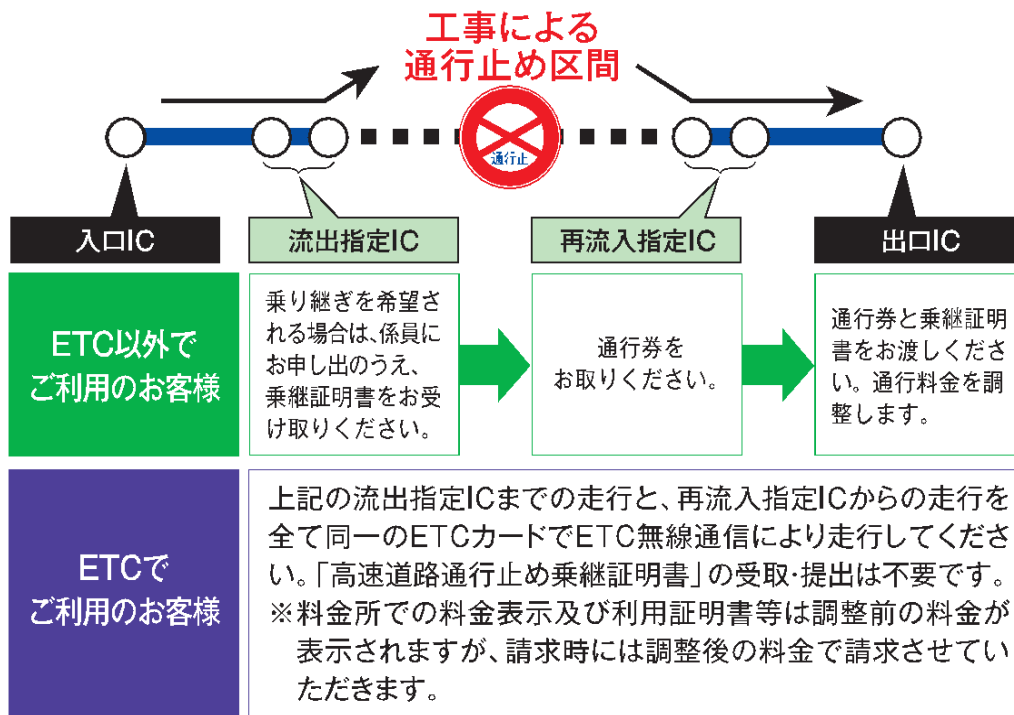 工事による
通行止め区間
通行止
入口IC
流出指定IC
再流入指定IC
出口IC
ETC以外で
ご利用のお客様
乗り継ぎを希望さ
れる場合は、係員に
お申し出のうえ、
乗継証明書をお受
け取りください。
通行券を
お取りください。
通行券と乗継証明
書をお渡しくださ
い。通行料金を調
整します。
ETCで
ご利用のお客様
上記の流出指定ICまでの走行と、再流入指定ICからの走行を
全て同一のETCカードでETC無線通信により走行してくださ
い。「高速道路通行止め乗継証明書」の受取・提出は不要です。
※料金所での料金表示及び利用証明書等は調整前の料金が
表示されますが、請求時には調整後の料金で請求させてい
ただきます。